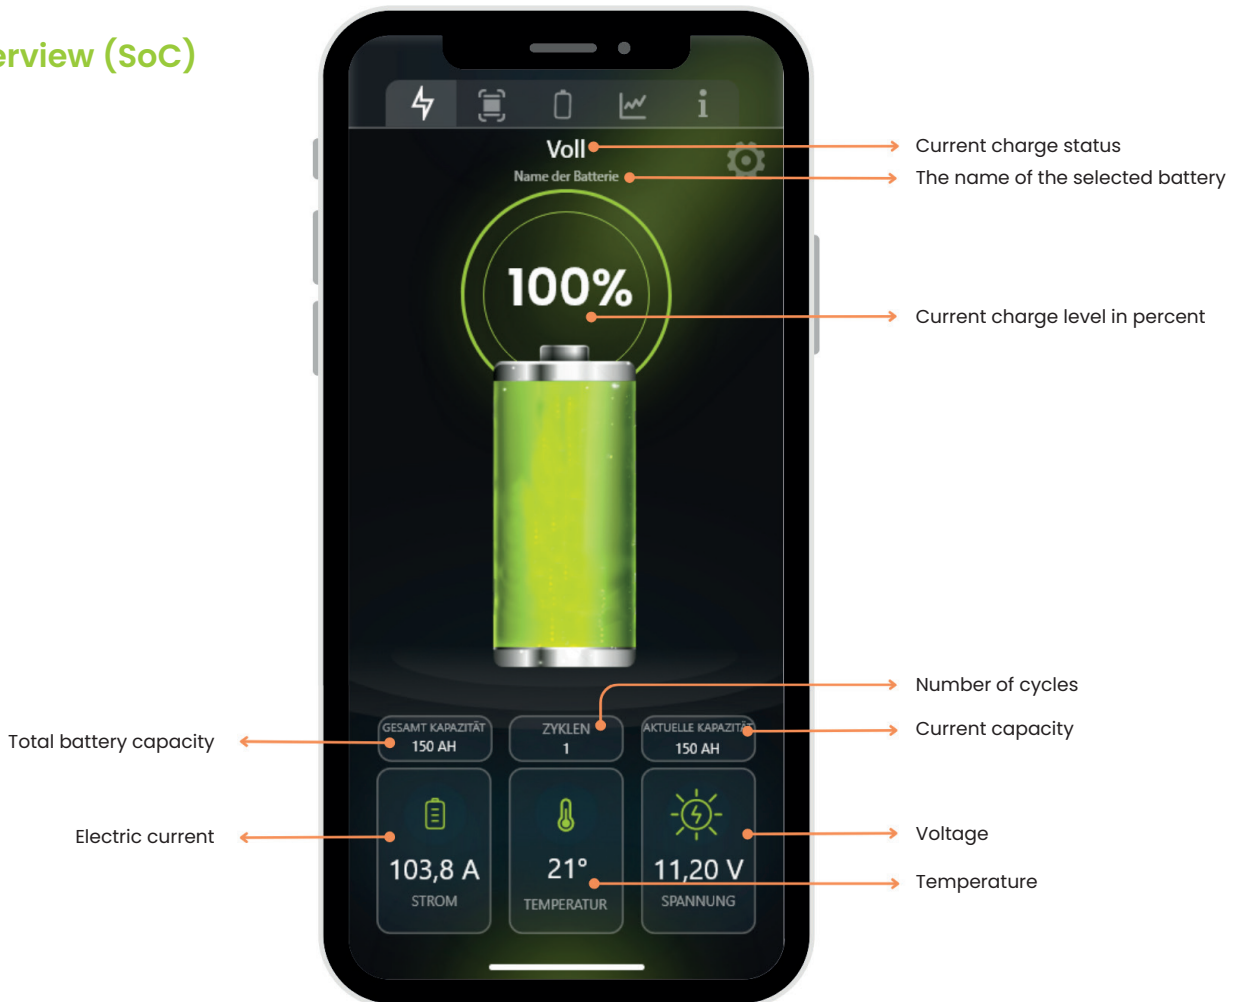 erview (SoC)
Voll
Name der Batterie
100%
Current charge status
The name of the selected battery
Current charge level in percent
Number of cycles
Current capacity
Total battery capacity
GESAMT KAPAZITÄT
150 AH
ZYKLEN
1
AKTUELLE KAPAZITÄT
150 AH
Electric current
103,8 A
STROM
21°
TEMPERATUR
11,20 V
SPANNUNG
Voltage
Temperature